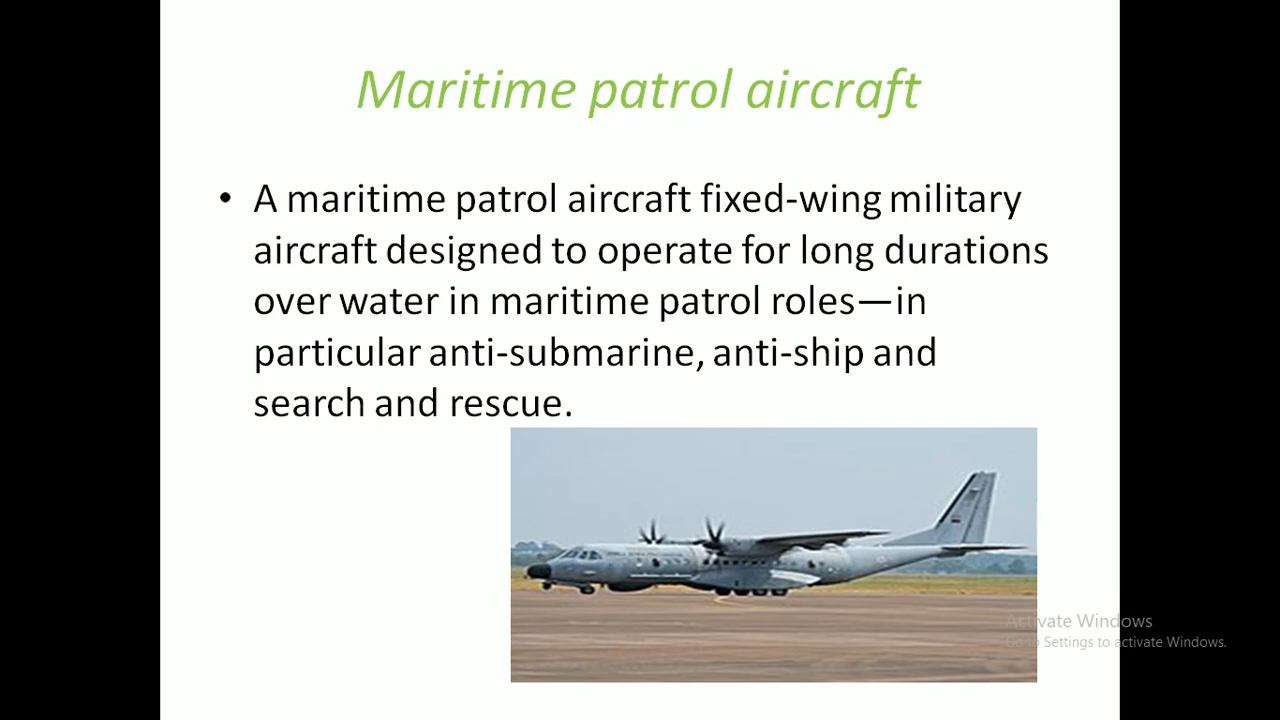 Maritime patrol aircraft
• A maritime patrol aircraft fixed-wing military
aircraft designed to operate for long durations
over water in maritime patrol roles—in
particular anti-submarine, anti-ship and
search and rescue.
Activate Windows
Go to Settings to activate Windows.